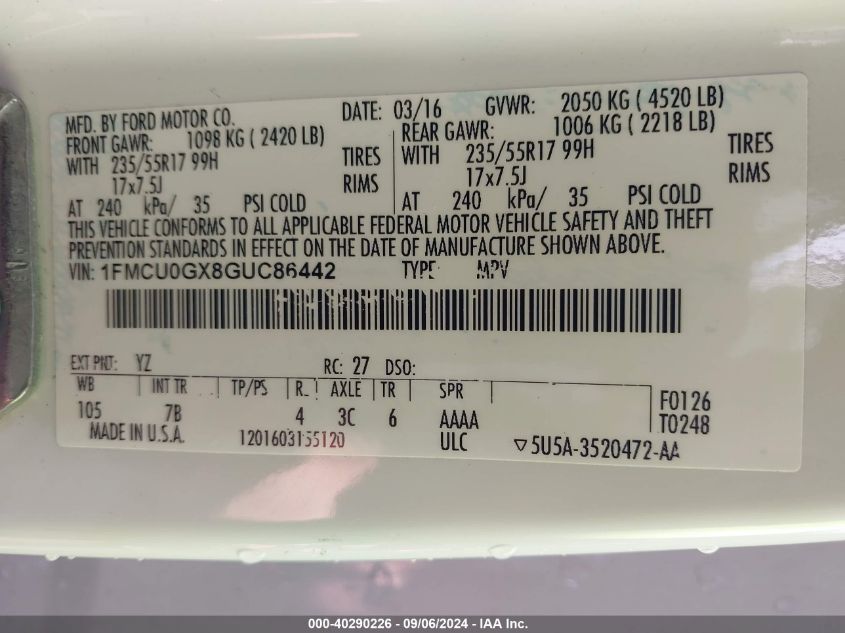 MFD. BY FORD MOTOR CO.
DATE: 03/16 GVWR: 2050 KG ( 4520 LB)
FRONT GAWR: 1098 KG ( 2420 LB)
WITH 235/55R17 99H TIRES
17x7.5J RIMS
AT 240 kPa/ 35 PSI COLD
REAR GAWR: 1006 KG ( 2218 LB)
WITH 235/55R17 99H TIRES
17x7.5J RIMS
AT 240 kPa/ 35 PSI COLD
THIS VEHICLE CONFORMS TO ALL APPLICABLE FEDERAL MOTOR VEHICLE SAFETY AND THEFT
PREVENTION STANDARDS IN EFFECT ON THE DATE OF MANUFACTURE SHOWN ABOVE.
VIN: 1FMCU0GX8GUC86442 TYPE: MPV
EXT PNT: YZ RC: 27 DSO:
WB INT TR TP/PS R. AXLE TR SPR
105 7B 4 3C 6 AAAA
F0126
T0248
MADE IN U.S.A. 1201603155120 ULC ▽5U5A-3520472-AA
000-40290226 - 09/06/2024 - IAA Inc.